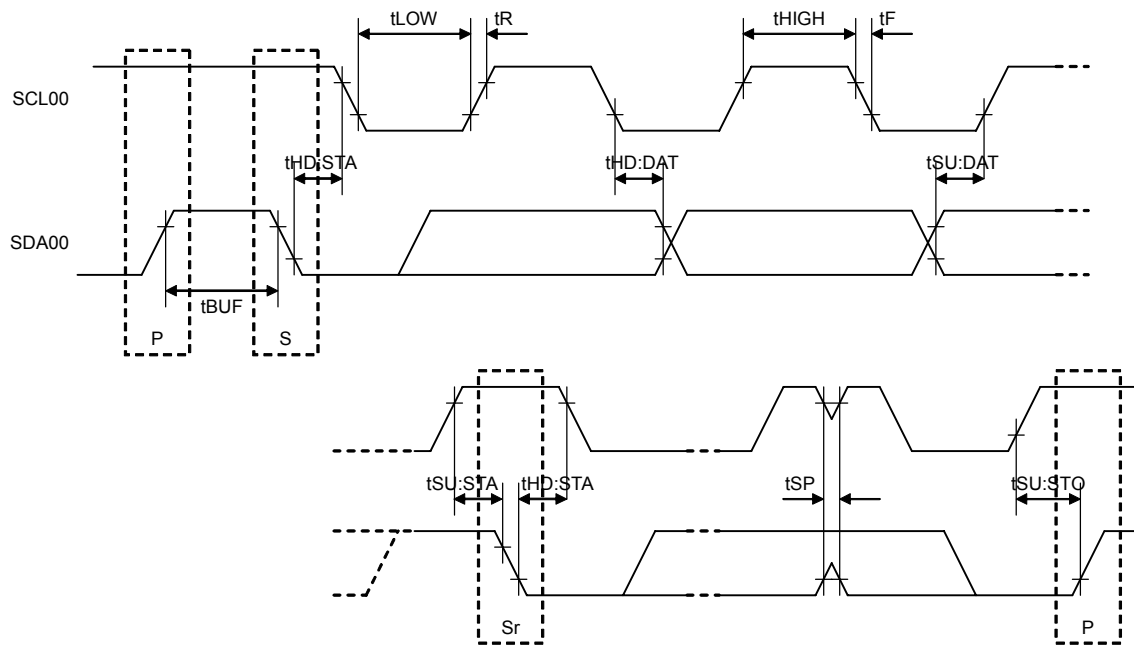 tLOW
tR
tHIGH
tF
SCL00
tHD:STA
tHD:DAT
tSU:DAT
SDA00
tBUF
P
S
tSU:STA
tHD:STA
tSP
tSU:STO
Sr
P